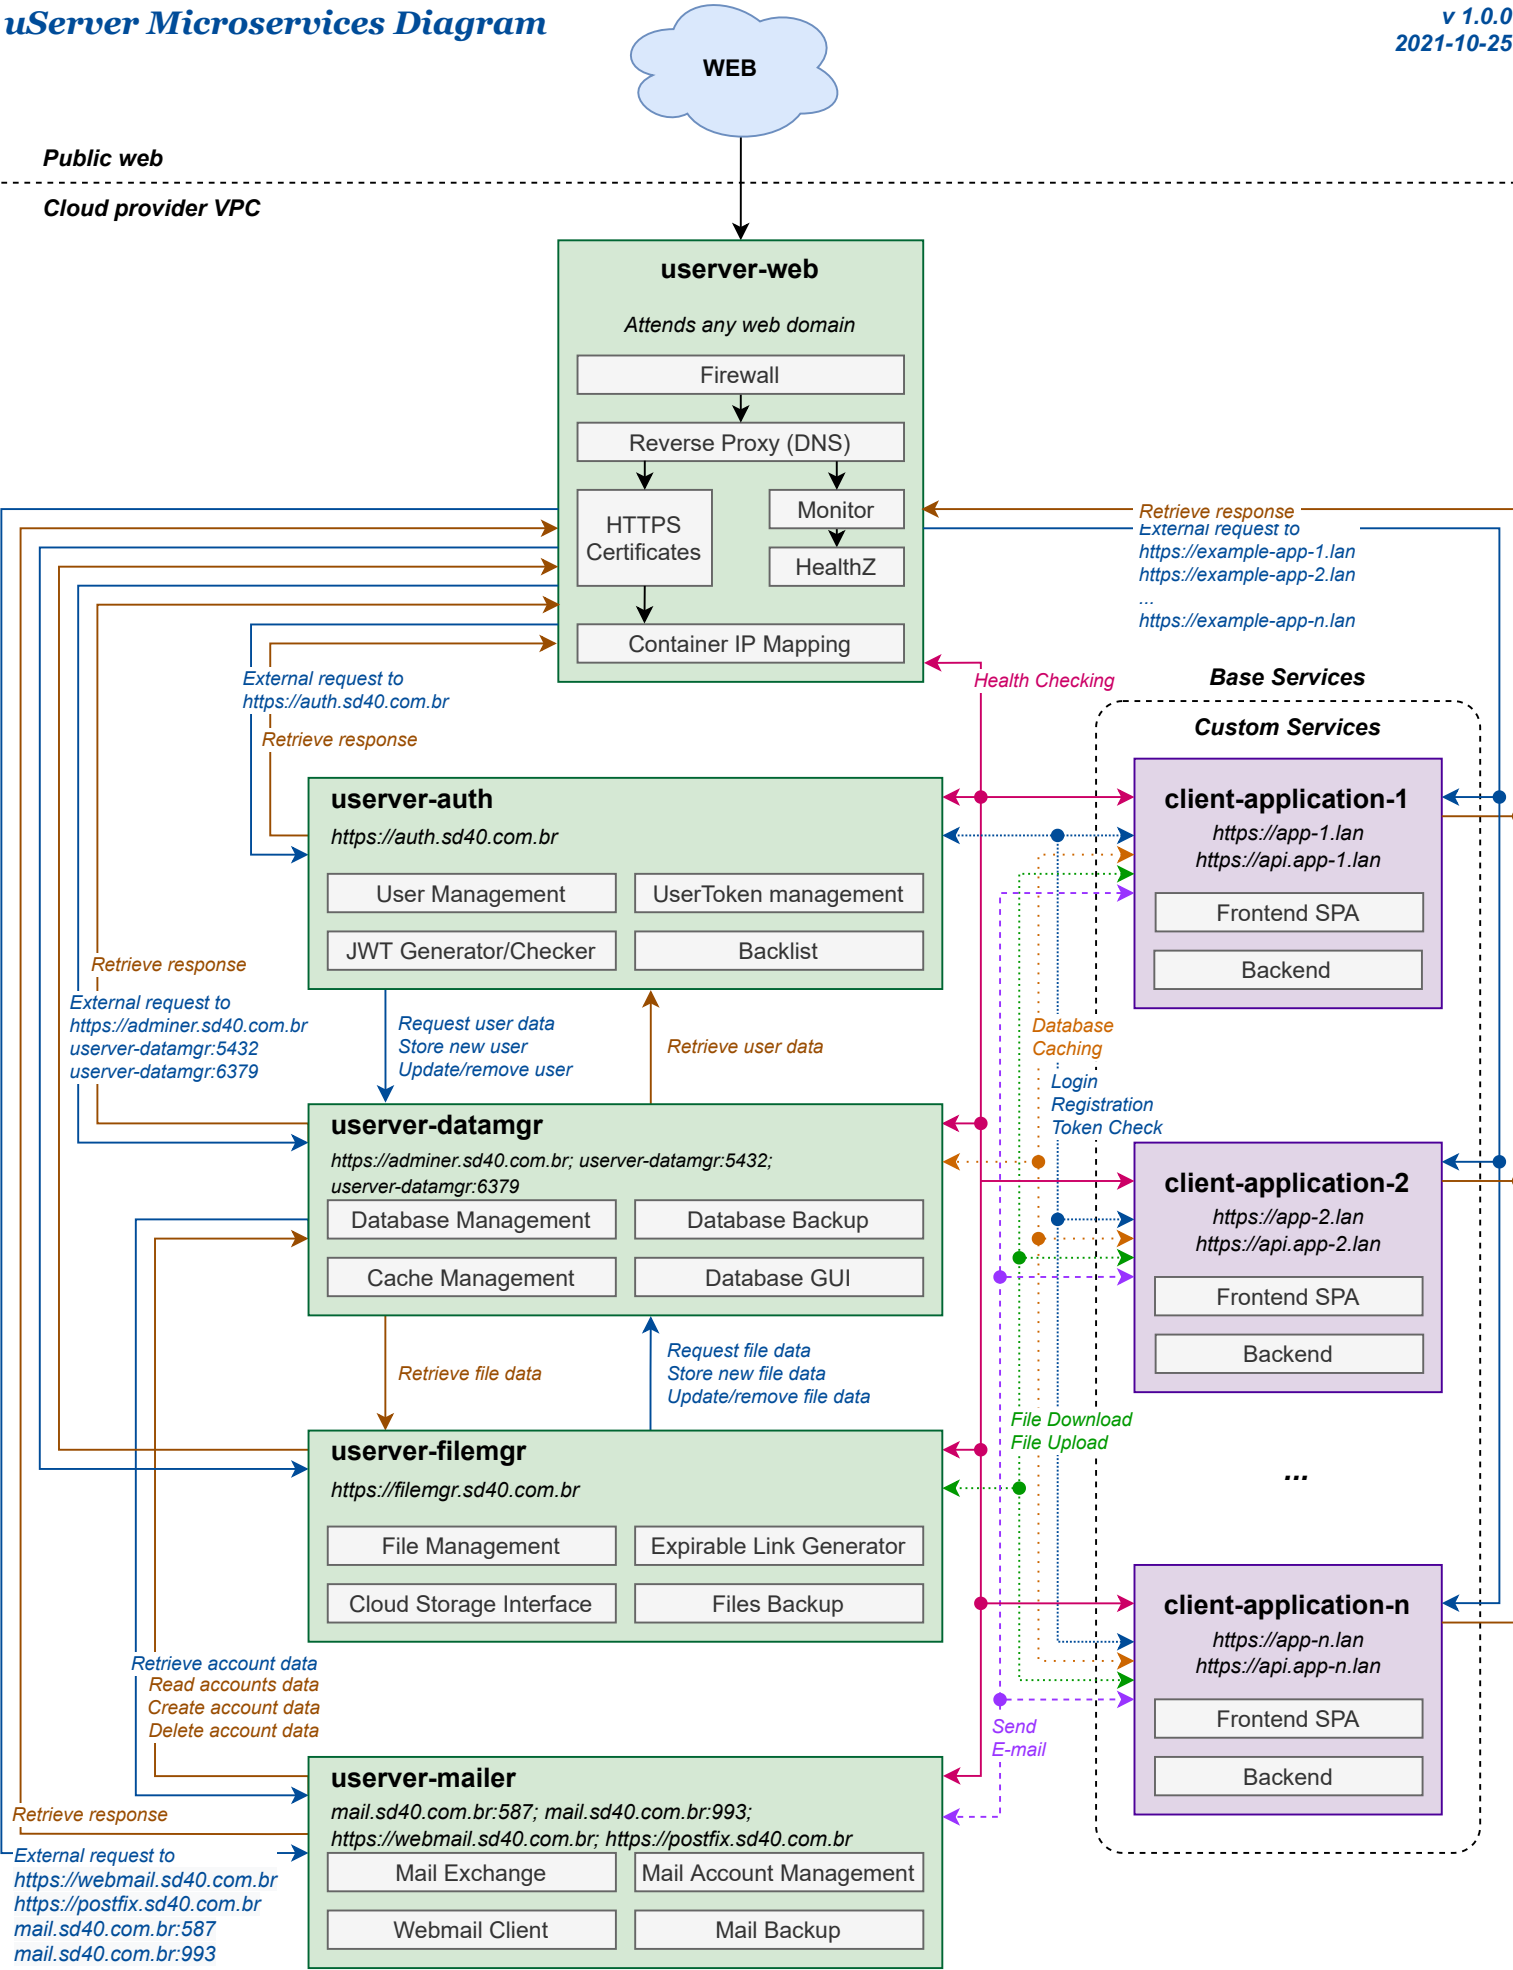 uServer Microservices Diagram
v 1.0.0
2021-10-25
WEB
Public web
Cloud provider VPC
userver-web
Attends any web domain
Firewall
Reverse Proxy (DNS)
HTTPS
Certificates
Monitor
HealthZ
Container IP Mapping
Retrieve response
External request to
https://example-app-1.lan
https://example-app-2.lan
...
https://example-app-n.lan
External request to
https://auth.sd40.com.br
Retrieve response
Health Checking
Base Services
Custom Services
userver-auth
https://auth.sd40.com.br
User Management
UserToken management
JWT Generator/Checker
Backlist
client-application-1
https://app-1.lan
https://api.app-1.lan
Frontend SPA
Backend
Retrieve response
External request to
https://adminer.sd40.com.br
userver-datamgr:5432
userver-datamgr:6379
Request user data
Store new user
Update/remove user
Retrieve user data
Database
Caching
Login
Registration
Token Check
userver-datamgr
https://adminer.sd40.com.br; userver-datamgr:5432;
userver-datamgr:6379
Database Management
Database Backup
Cache Management
Database GUI
client-application-2
https://app-2.lan
https://api.app-2.lan
Frontend SPA
Backend
Retrieve file data
Request file data
Store new file data
Update/remove file data
File Download
File Upload
userver-filemgr
https://filemgr.sd40.com.br
File Management
Expirable Link Generator
Cloud Storage Interface
Files Backup
...
client-application-n
https://app-n.lan
https://api.app-n.lan
Frontend SPA
Backend
Retrieve account data
Read accounts data
Create account data
Delete account data
Send
E-mail
userver-mailer
mail.sd40.com.br:587; mail.sd40.com.br:993;
https://webmail.sd40.com.br; https://postfix.sd40.com.br
Mail Exchange
Mail Account Management
Webmail Client
Mail Backup
Retrieve response
External request to
https://webmail.sd40.com.br
https://postfix.sd40.com.br
mail.sd40.com.br:587
mail.sd40.com.br:993